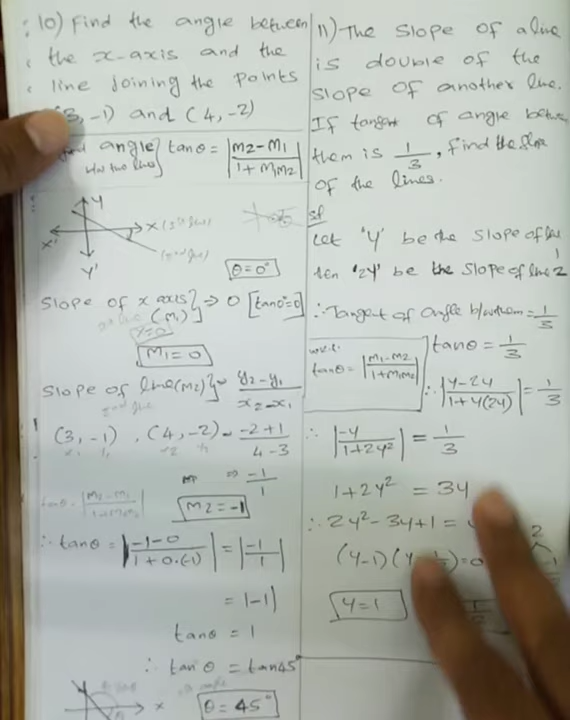 10) Find the angle between
the x-axis and the
line joining the points
(3, -1) and (4, -2)
angle} tanθ = |m2-m1 / 1+m1m2|
b/w two lines
Y
X'
X
Y'
θ=0°
slope of x axis} ⇒ 0 [tan0°=0]
(m1)
m1=0
slope of line(m2)} = y2-y1 / x2-x1
(3, -1) , (4, -2) = -2+1 / 4-3
⇒ -1 / 1
m2 = -1
∴ tanθ = |-1-0 / 1+0·(-1)| = |-1 / 1|
= |-1|
tanθ = 1
∴ tanθ = tan45°
x
θ = 45°
11) The slope of a line
is double of the
slope of another line.
If tangent of angle between
them is 1/3, find the slope
of the lines.
sol
Let 'y' be the slope of line 1
'2y' be the slope of line 2
∴ Tangent of angle b/w them = 1/3
w.k.t.
tanθ = |m1-m2 / 1+m1m2|
tanθ = 1/3
∴ |y-2y / 1+y(2y)| = 1/3
∴ |-y / 1+2y²| = 1/3
1+2y² = 3y
∴ 2y²-3y+1 =
(y-1)(y
y=1